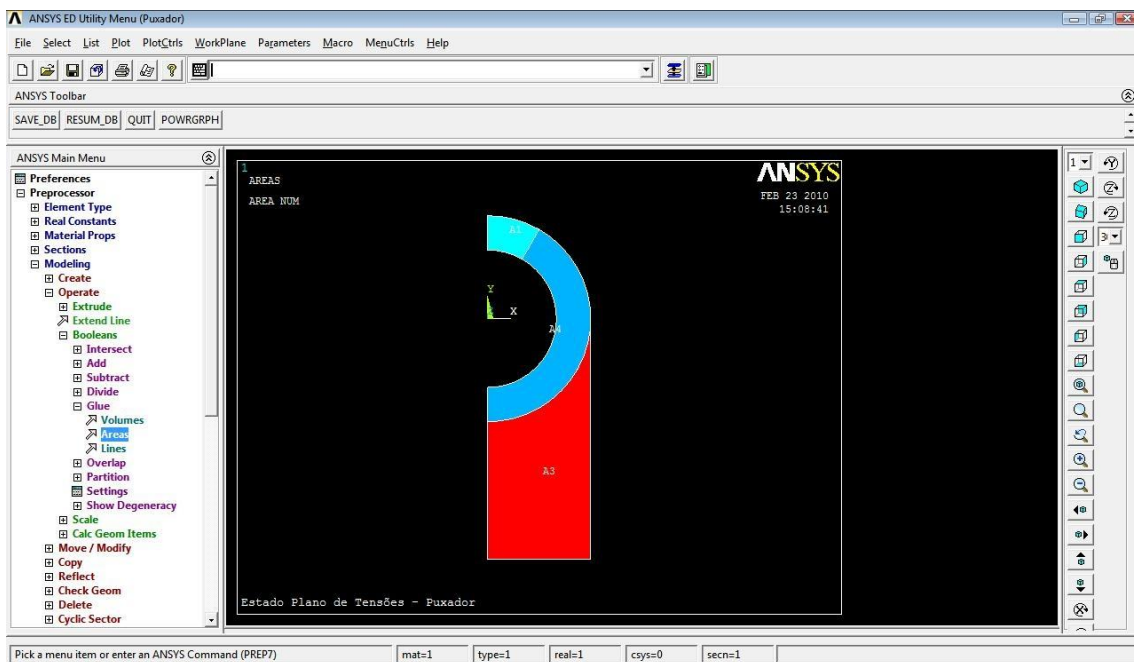 ANSYS ED Utility Menu (Puxador)
File Select List Plot PlotCtrls WorkPlane Parameters Macro MenuCtrls Help
ANSYS Toolbar
SAVE_DB RESUM_DB QUIT POWRGRPH
ANSYS Main Menu
Preferences
Preprocessor
Element Type
Real Constants
Material Props
Sections
Modeling
Create
Operate
Extrude
Extend Line
Booleans
Intersect
Add
Subtract
Divide
Glue
Volumes
Areas
Lines
Overlap
Partition
Settings
Show Degeneracy
Scale
Calc Geom Items
Move / Modify
Copy
Reflect
Check Geom
Delete
Cyclic Sector
1
AREAS
AREA NUM
ANSYS
FEB 23 2010
15:08:41
A1
Y
X
A4
A3
Estado Plano de Tensões - Puxador
1
Pick a menu item or enter an ANSYS Command (PREP7) mat=1 type=1 real=1 csys=0 secn=1